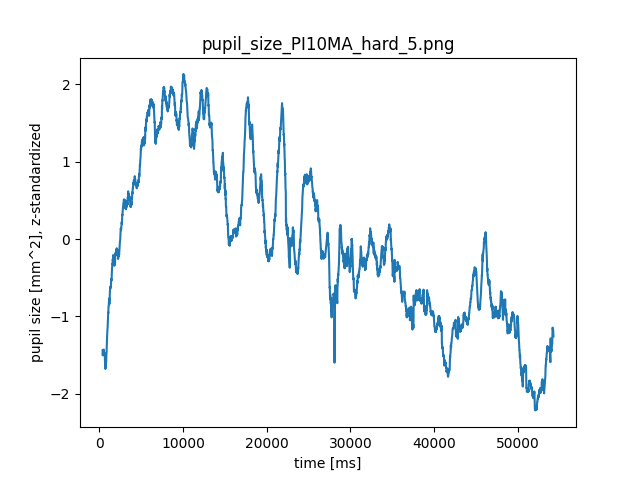 pupil_size_PI10MA_hard_5.png
pupil size [mm^2], z-standardized
2
1
0
−1
−2
0 10000 20000 30000 40000 50000
time [ms]